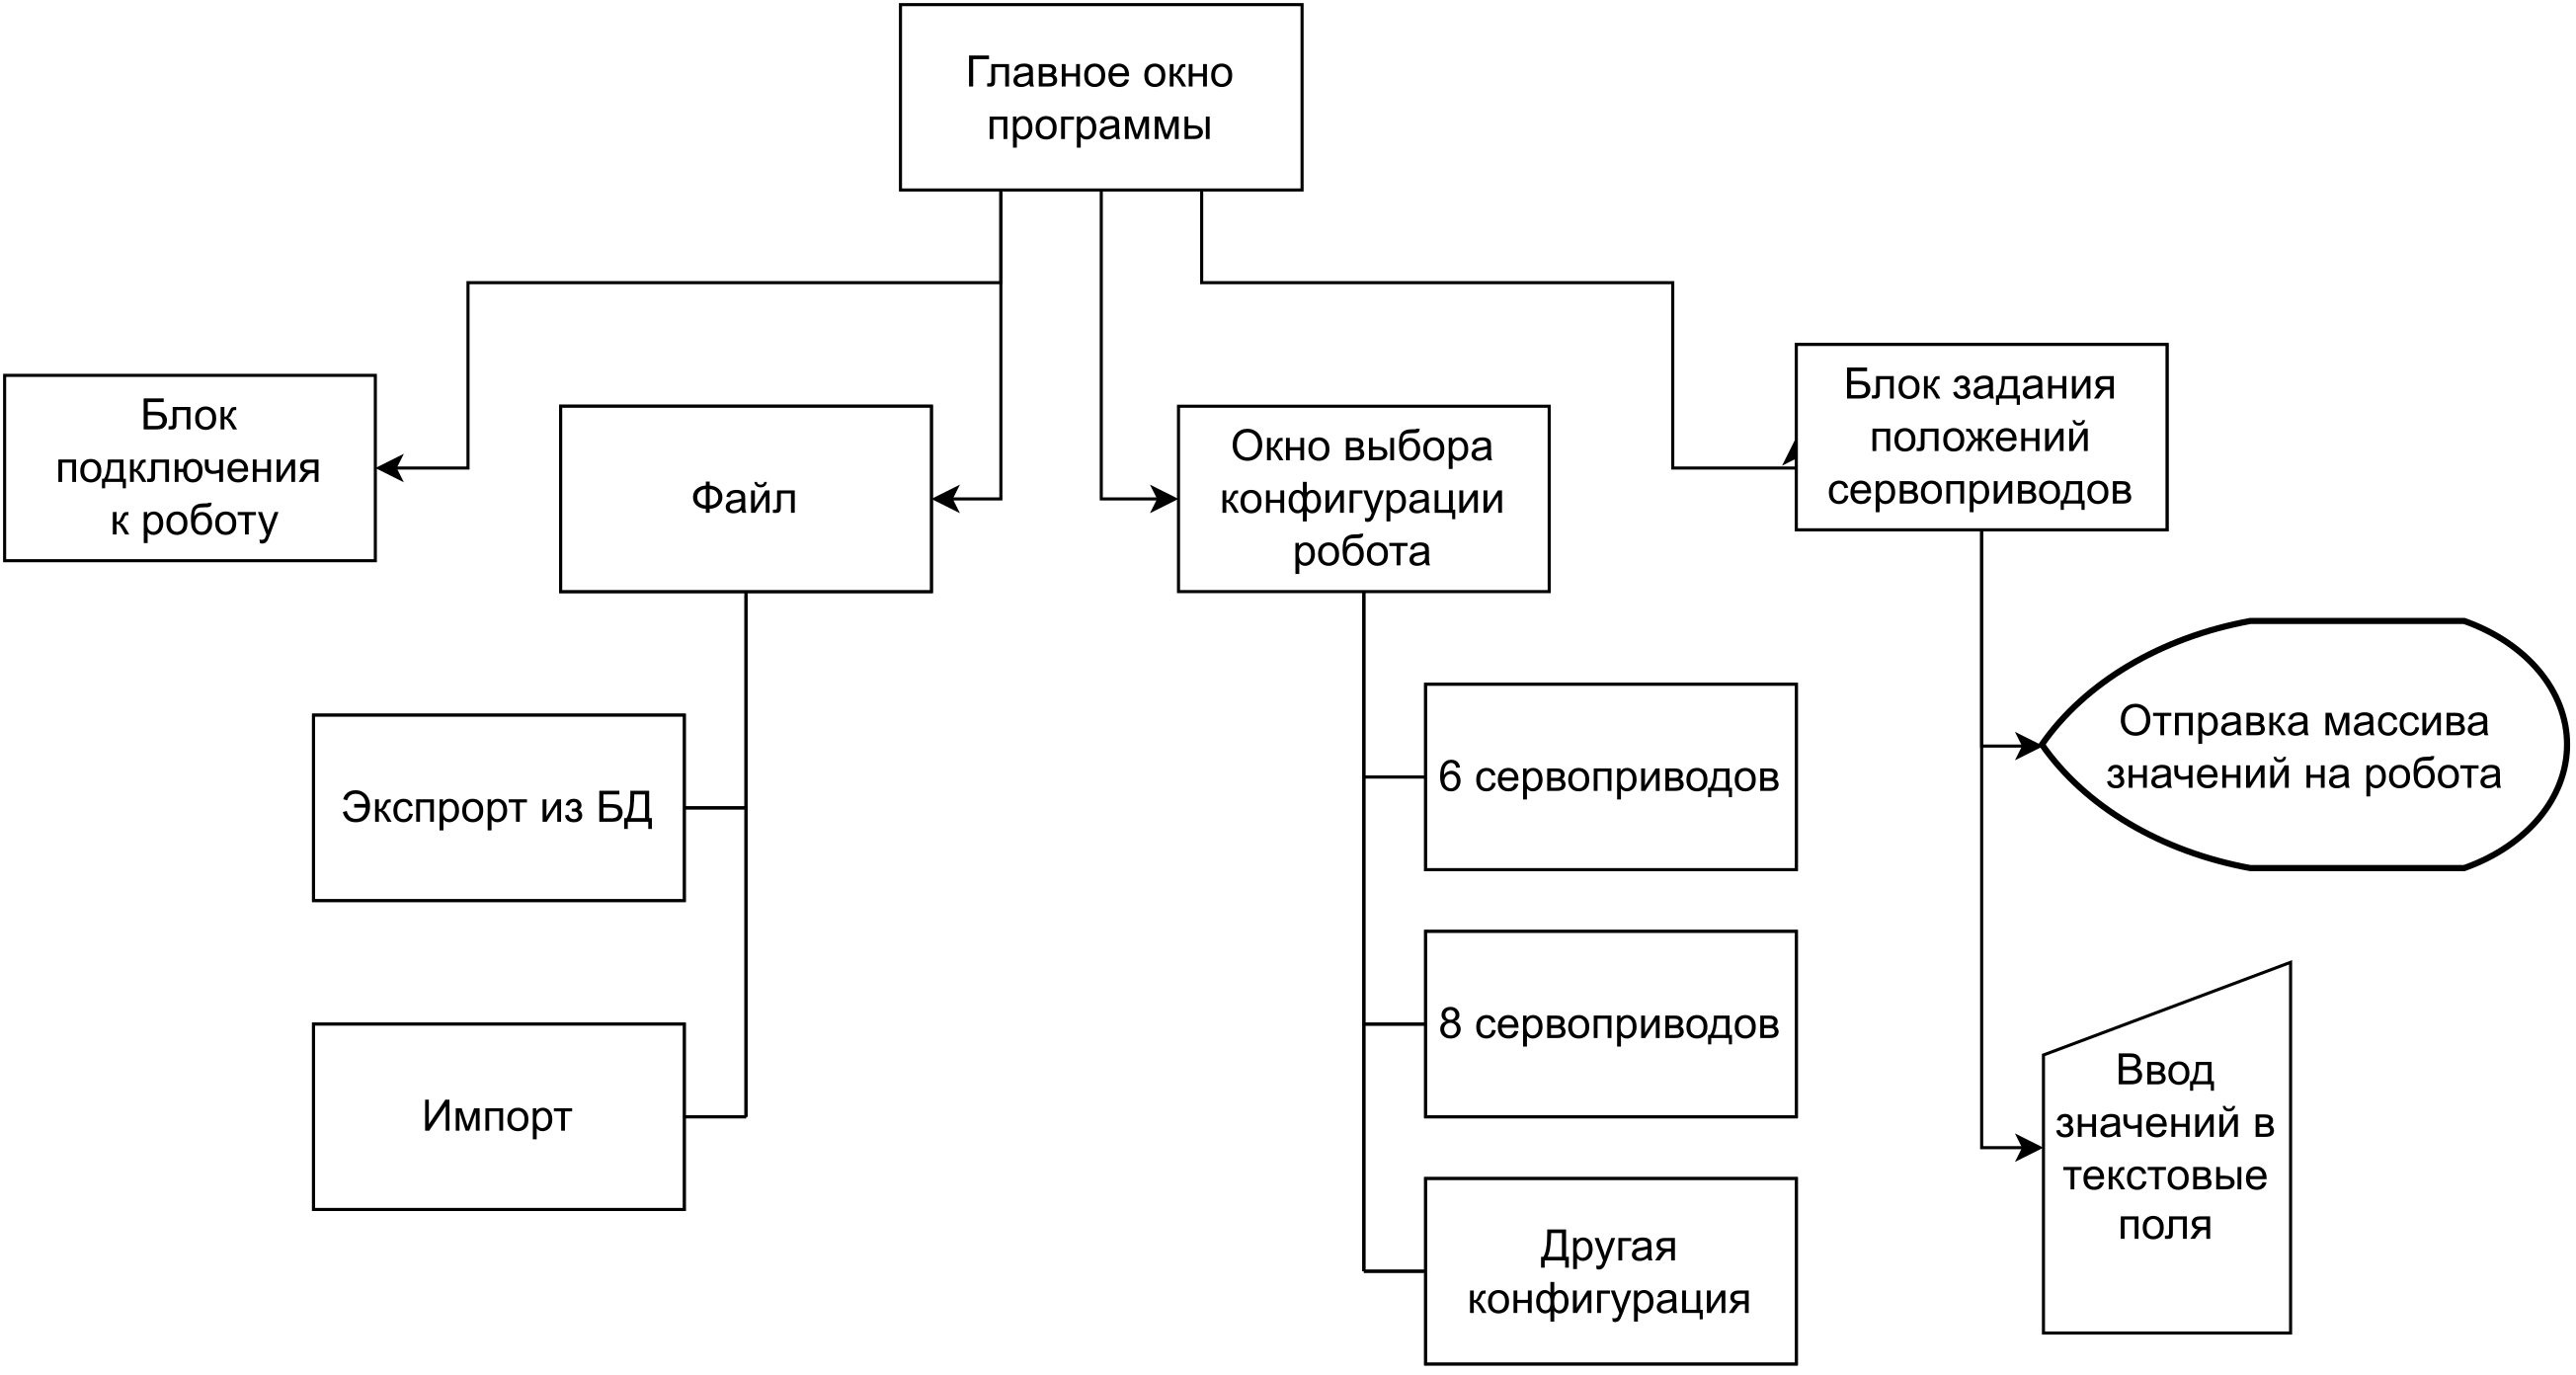 Главное окно
программы
Блок
подключения
к роботу
Файл
Окно выбора
конфигурации
робота
Блок задания
положений
сервоприводов
Экспрорт из БД
Импорт
6 сервоприводов
8 сервоприводов
Другая
конфигурация
Отправка массива
значений на робота
Ввод
значений в
текстовые
поля